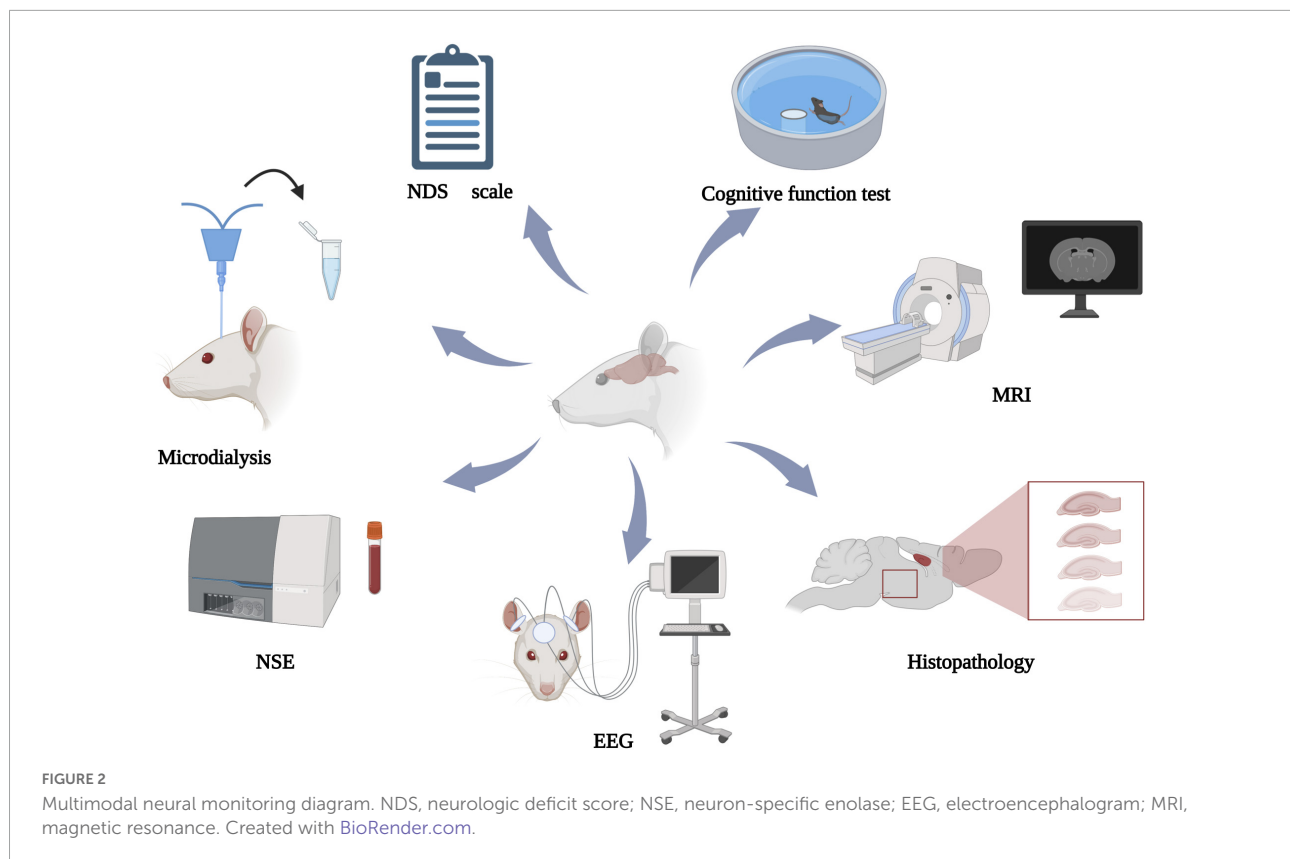 NDS scale
Cognitive function test
MRI
Microdialysis
NSE
Histopathology
EEG
FIGURE 2
Multimodal neural monitoring diagram. NDS, neurologic deficit score; NSE, neuron-specific enolase; EEG, electroencephalogram; MRI,
magnetic resonance. Created with BioRender.com.